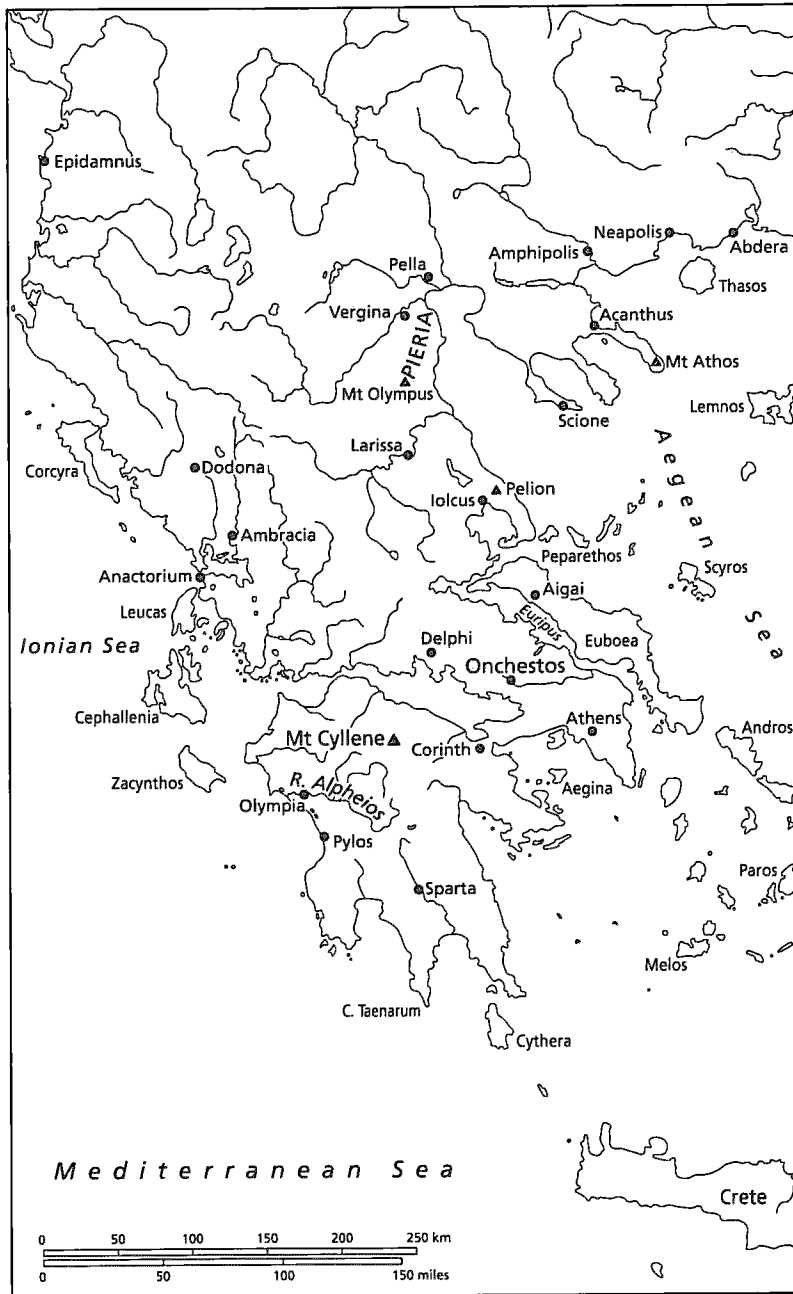 Epidamnus
Neapolis
Amphipolis
Abdera
Pella
Thasos
Vergina
PIERIA
Acanthus
Mt Olympus
Mt Athos
Scione
Lemnos
Larissa
Corcyra
Dodona
Pelion
Iolcus
Aegean Sea
Ambracia
Peparethos
Scyros
Anactorium
Aigai
Leucas
Euripus
Ionian Sea
Delphi
Euboea
Onchestos
Cephallenia
Athens
Andros
Mt Cyllene
Corinth
Zacynthos
R. Alpheios
Aegina
Olympia
Pylos
Paros
Sparta
Melos
C. Taenarum
Cythera
Mediterranean Sea
Crete
0 50 100 150 200 250 km
0 50 100 150 miles